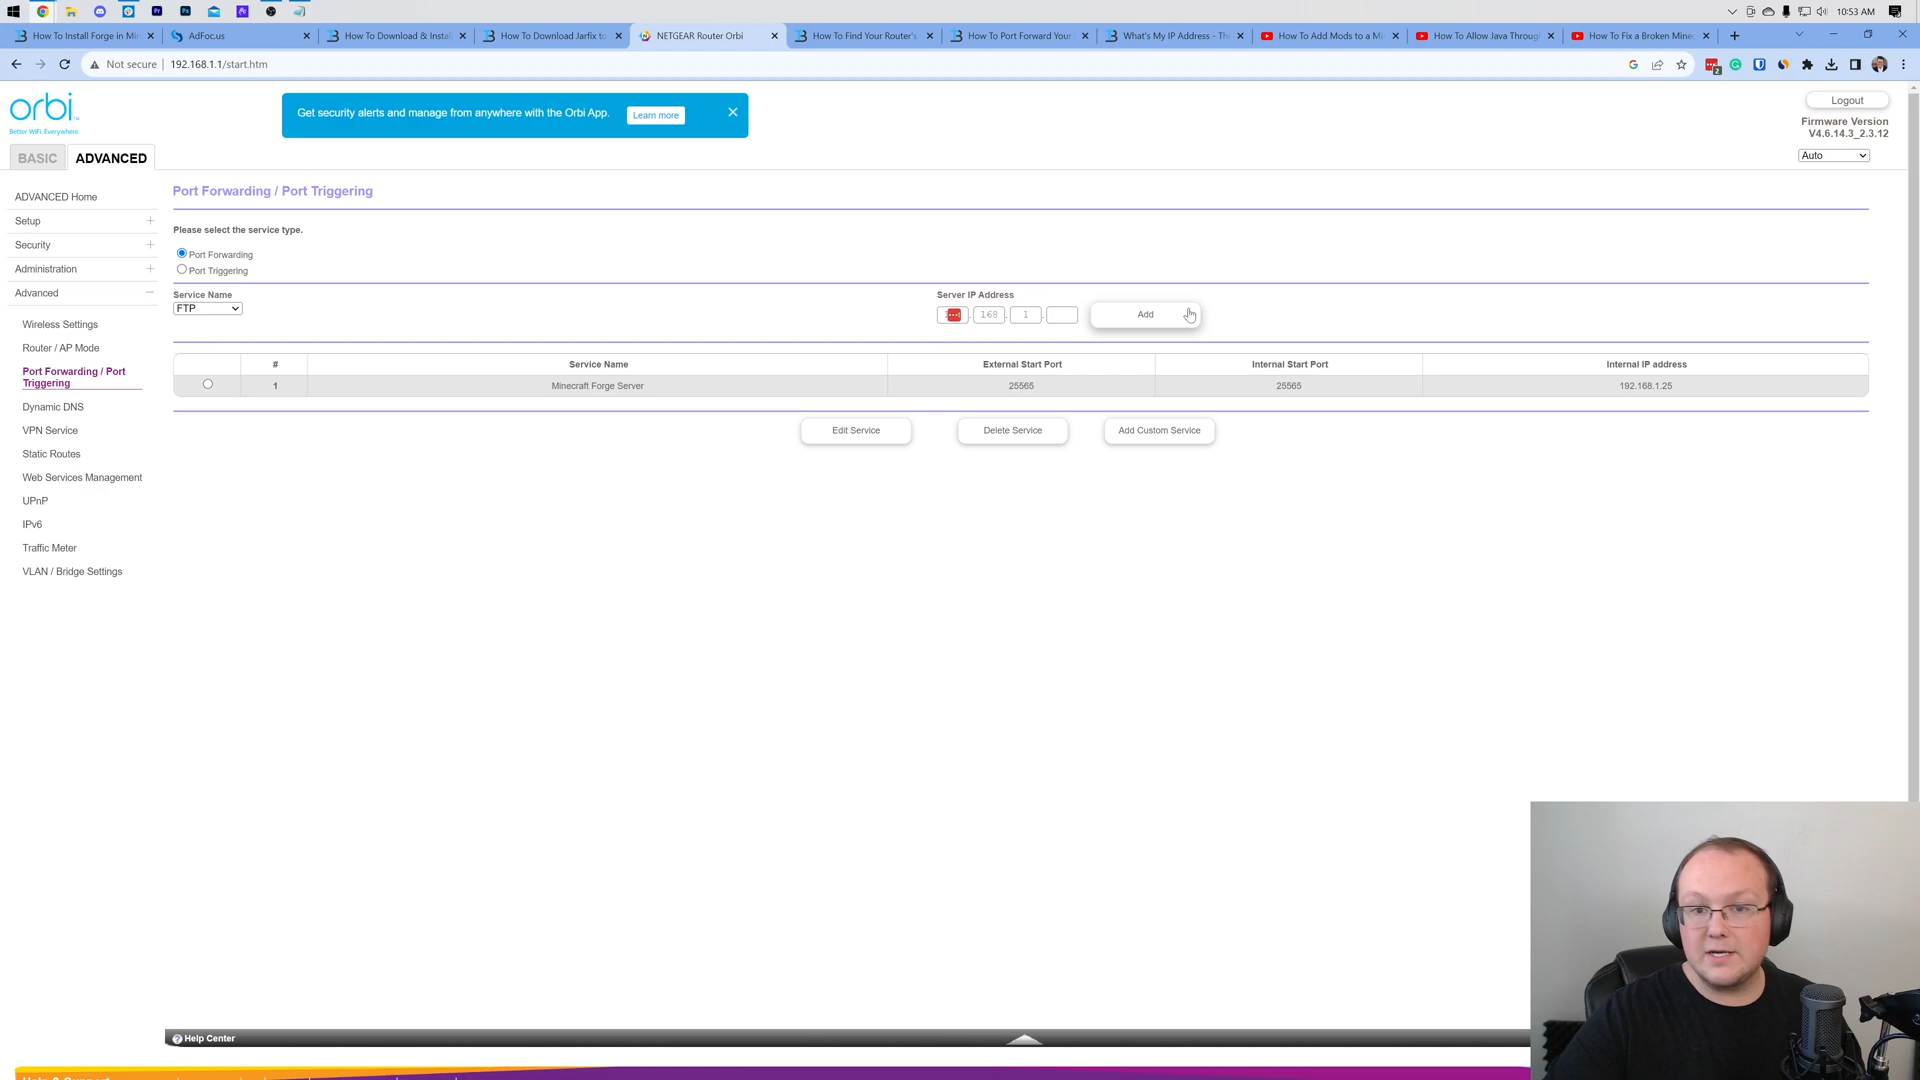 10:53 AM
How To Install Forge in Min
AdFoc.us
How To Download & Install
How To Download Jarfix to
NETGEAR Router Orbi
How To Find Your Router's
How To Port Forward Your
What's My IP Address - The
How To Add Mods to a Mi
How To Allow Java Throug
How To Fix a Broken Minec
Not secure | 192.168.1.1/start.htm
2
orbi
Better WiFi. Everywhere.
Get security alerts and manage from anywhere with the Orbi App.
Learn more
Logout
Firmware Version
V4.6.14.3_2.3.12
Auto
BASIC
ADVANCED
ADVANCED Home
Setup
Security
Administration
Advanced
Wireless Settings
Router / AP Mode
Port Forwarding / Port
Triggering
Dynamic DNS
VPN Service
Static Routes
Web Services Management
UPnP
IPv6
Traffic Meter
VLAN / Bridge Settings
Port Forwarding / Port Triggering
Please select the service type.
Port Forwarding
Port Triggering
Service Name
FTP
Server IP Address
168 . 1 .
Add
# Service Name External Start Port Internal Start Port Internal IP address
1 Minecraft Forge Server 25565 25565 192.168.1.25
Edit Service
Delete Service
Add Custom Service
Help Center